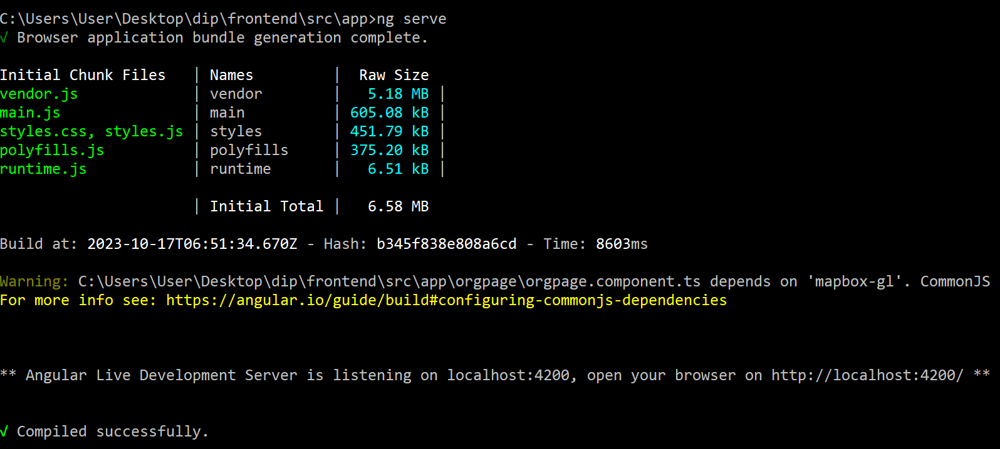 C:\Users\User\Desktop\dip\frontend\src\app>ng serve
√ Browser application bundle generation complete.
Initial Chunk Files   | Names         |  Raw Size
vendor.js             | vendor        |   5.18 MB |
main.js               | main          | 605.08 kB |
styles.css, styles.js | styles        | 451.79 kB |
polyfills.js          | polyfills     | 375.20 kB |
runtime.js            | runtime       |   6.51 kB |
                      | Initial Total |   6.58 MB
Build at: 2023-10-17T06:51:34.670Z - Hash: b345f838e808a6cd - Time: 8603ms
Warning: C:\Users\User\Desktop\dip\frontend\src\app\orgpage\orgpage.component.ts depends on 'mapbox-gl'. CommonJS
For more info see: https://angular.io/guide/build#configuring-commonjs-dependencies
** Angular Live Development Server is listening on localhost:4200, open your browser on http://localhost:4200/ **
√ Compiled successfully.